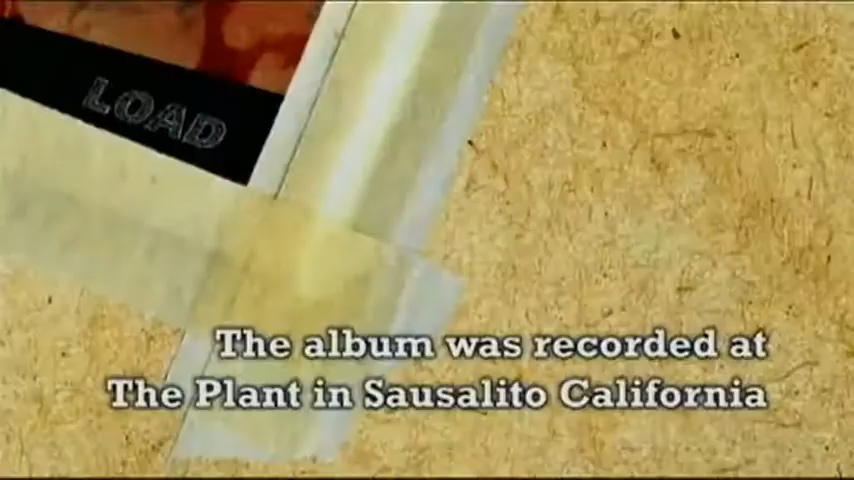 LOAD
The album was recorded at
The Plant in Sausalito California